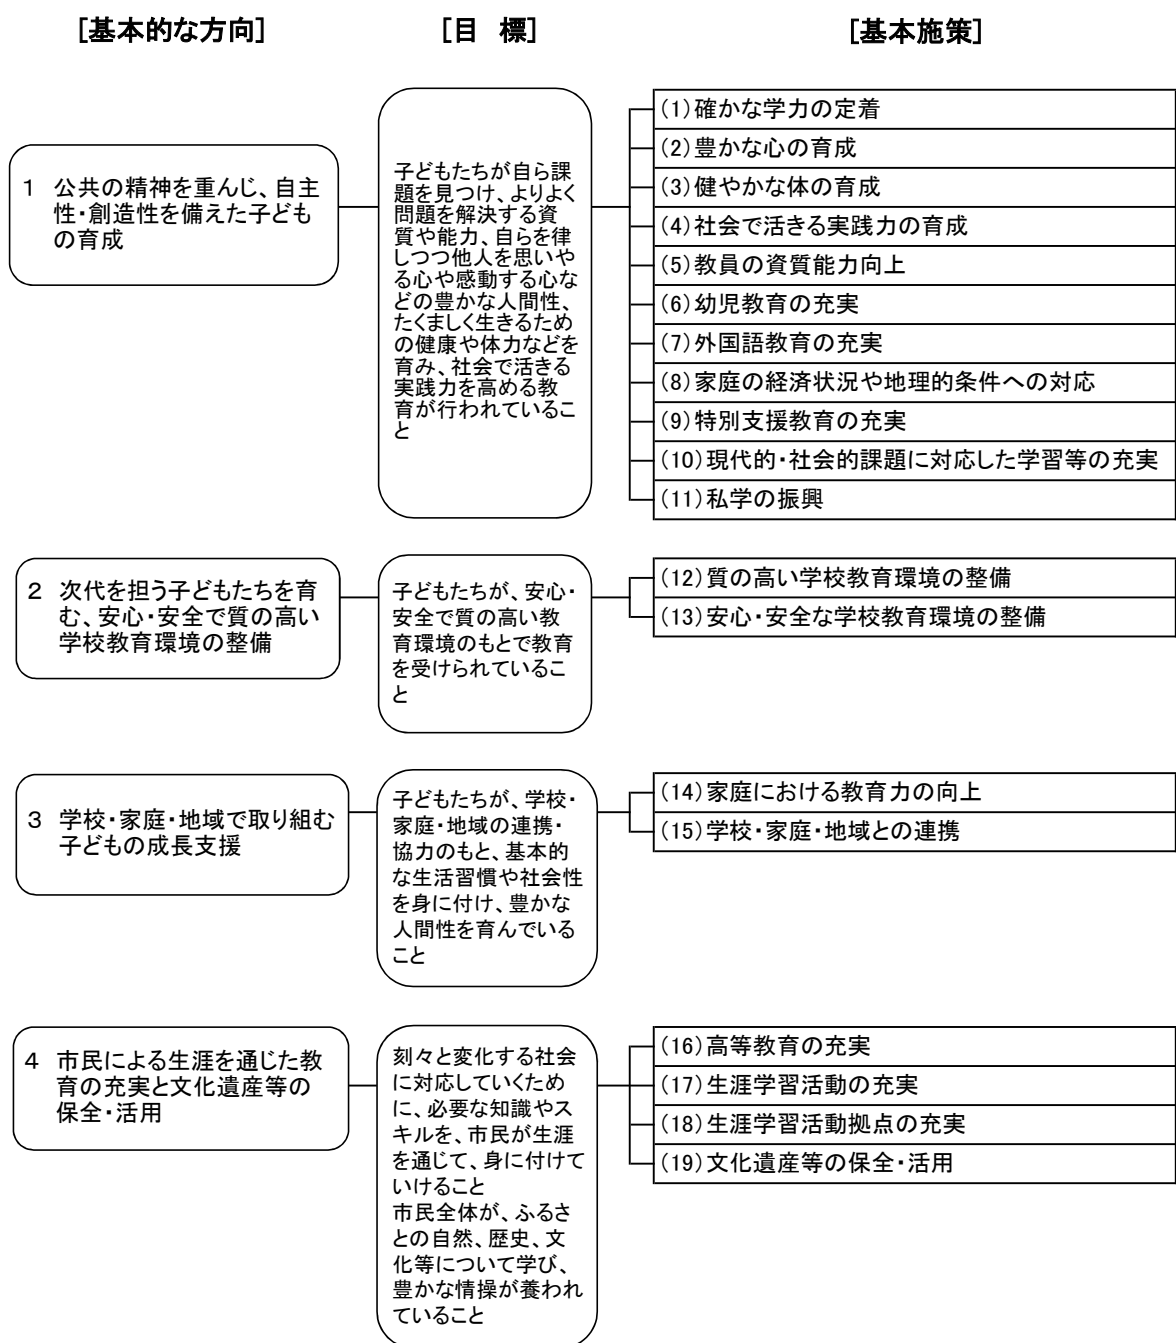 [基本的な方向]
[目　標]
[基本施策]
1　公共の精神を重んじ、自主
性・創造性を備えた子ども
の育成
子どもたちが自ら課
題を見つけ、よりよく
問題を解決する資
質や能力、自らを律
しつつ他人を思いや
る心や感動する心な
どの豊かな人間性、
たくましく生きるため
の健康や体力などを
育み、社会で活きる
実践力を高める教
育が行われているこ
と
(1)確かな学力の定着
(2)豊かな心の育成
(3)健やかな体の育成
(4)社会で活きる実践力の育成
(5)教員の資質能力向上
(6)幼児教育の充実
(7)外国語教育の充実
(8)家庭の経済状況や地理的条件への対応
(9)特別支援教育の充実
(10)現代的・社会的課題に対応した学習等の充実
(11)私学の振興
2　次代を担う子どもたちを育
む、安心・安全で質の高い
学校教育環境の整備
子どもたちが、安心・
安全で質の高い教
育環境のもとで教育
を受けられているこ
と
(12)質の高い学校教育環境の整備
(13)安心・安全な学校教育環境の整備
3　学校・家庭・地域で取り組む
子どもの成長支援
子どもたちが、学校・
家庭・地域の連携・
協力のもと、基本的
な生活習慣や社会性
を身に付け、豊かな
人間性を育んでいる
こと
(14)家庭における教育力の向上
(15)学校・家庭・地域との連携
4　市民による生涯を通じた教
育の充実と文化遺産等の
保全・活用
刻々と変化する社会
に対応していくため
に、必要な知識やス
キルを、市民が生涯
を通じて、身に付けて
いけること
市民全体が、ふるさ
との自然、歴史、文
化等について学び、
豊かな情操が養われ
ていること
(16)高等教育の充実
(17)生涯学習活動の充実
(18)生涯学習活動拠点の充実
(19)文化遺産等の保全・活用